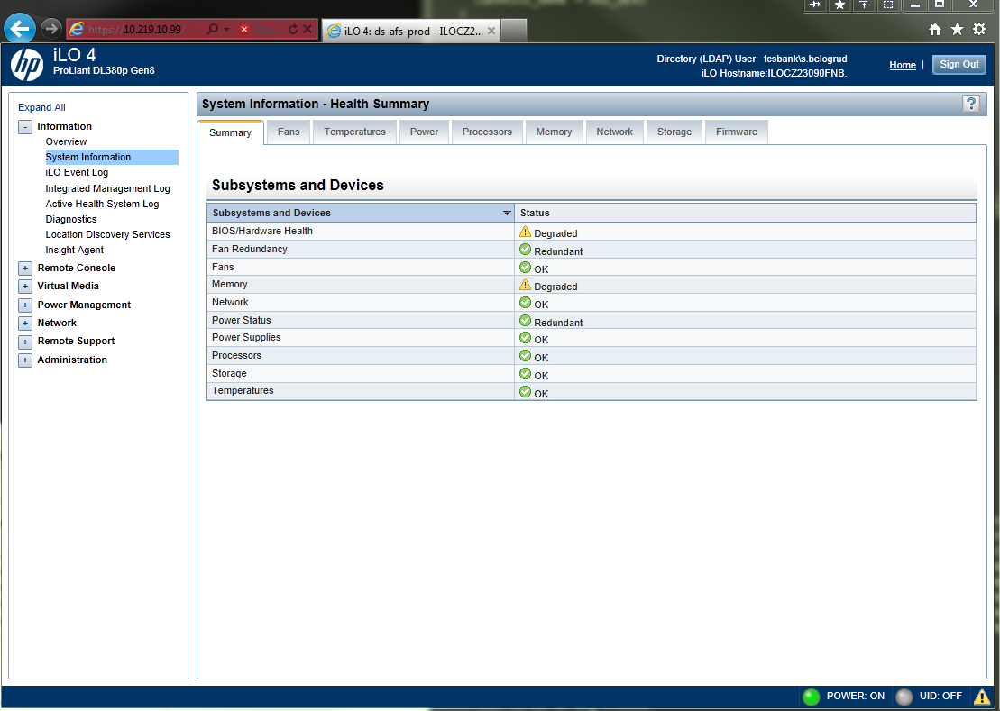 https://10.219.10.99/
iLO 4: ds-afs-prod - ILOCZ2...
hp
iLO 4
ProLiant DL380p Gen8
Directory (LDAP) User: tcsbank\s.belogrud
iLO Hostname:ILOCZ23090FNB.
Home |
Sign Out
Expand All
- Information
Overview
System Information
iLO Event Log
Integrated Management Log
Active Health System Log
Diagnostics
Location Discovery Services
Insight Agent
+ Remote Console
+ Virtual Media
+ Power Management
+ Network
+ Remote Support
+ Administration
System Information - Health Summary
?
Summary Fans Temperatures Power Processors Memory Network Storage Firmware
Subsystems and Devices
Subsystems and Devices Status
BIOS/Hardware Health Degraded
Fan Redundancy Redundant
Fans OK
Memory Degraded
Network OK
Power Status Redundant
Power Supplies OK
Processors OK
Storage OK
Temperatures OK
POWER: ON UID: OFF